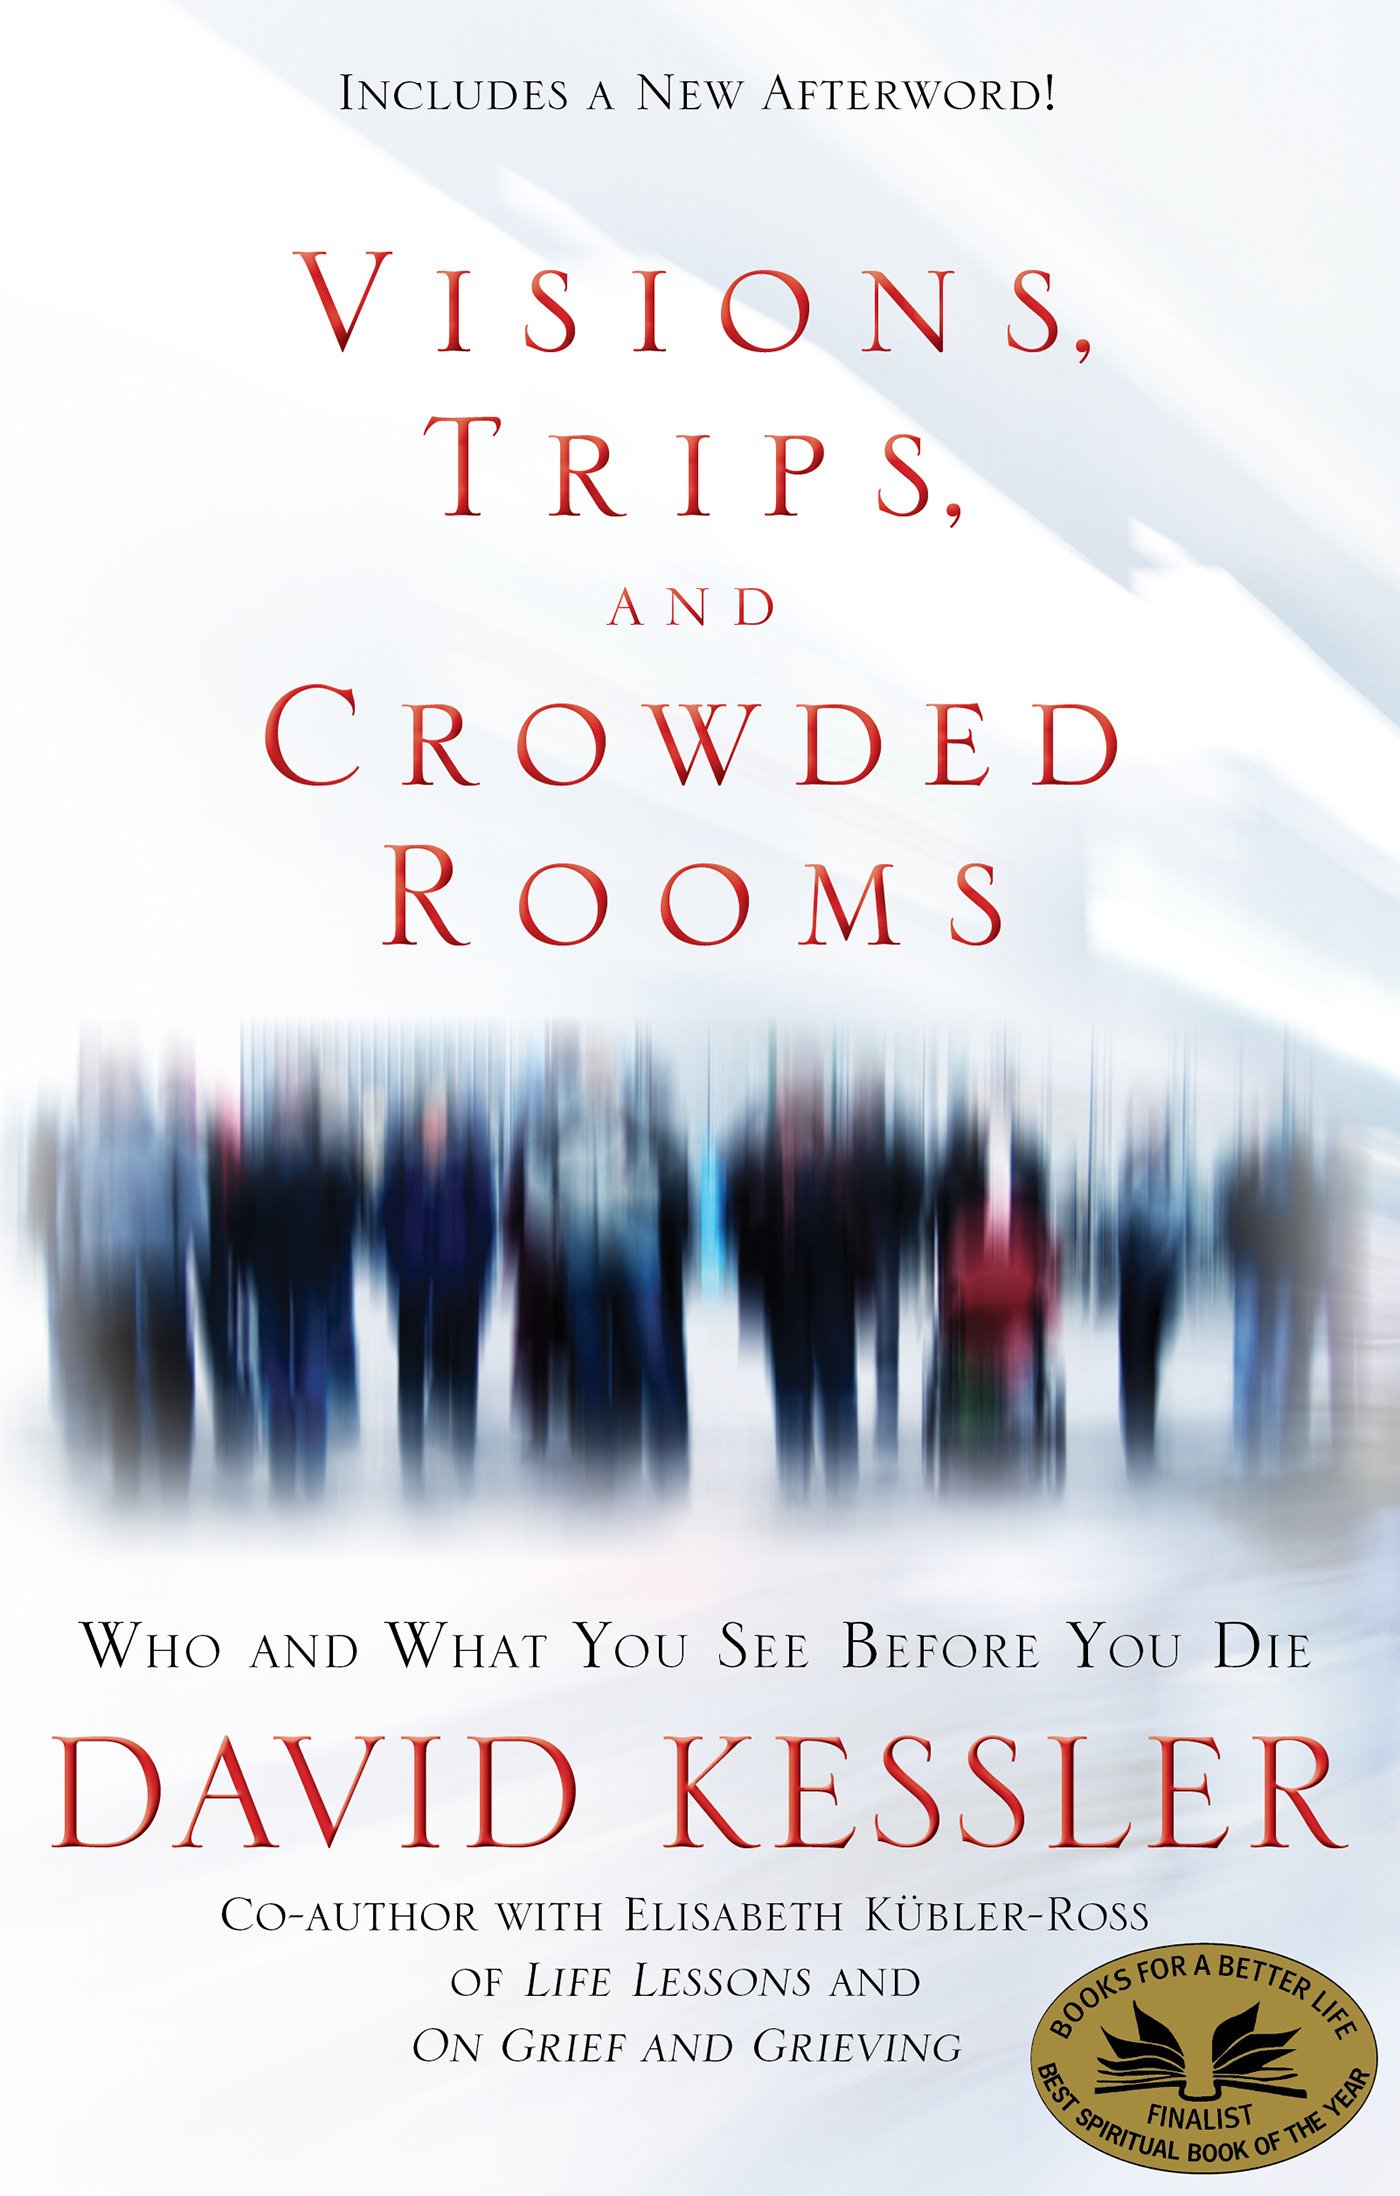 Includes a New Afterword!
Visions,
Trips,
and
Crowded
Rooms
Who and What You See Before You Die
DAVID KESSLER
Co-author with Elisabeth Kübler-Ross
of Life Lessons and
On Grief and Grieving
BOOKS FOR A BETTER LIFE
FINALIST
BEST SPIRITUAL BOOK OF THE YEAR